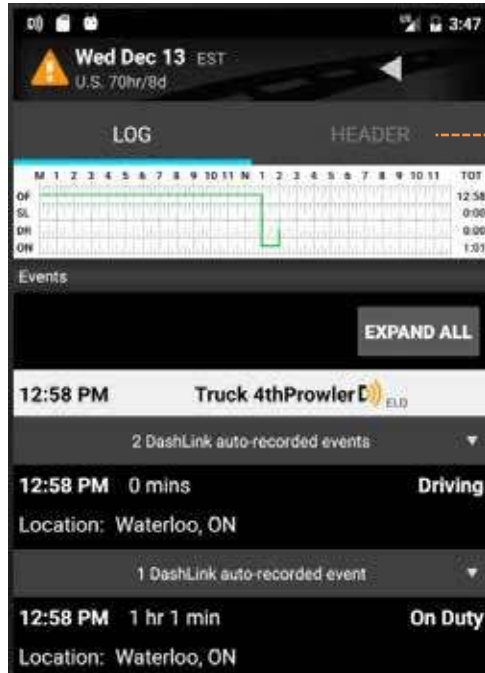 3:47
Wed Dec 13 EST
U.S. 70hr/8d
LOG HEADER
M 1 2 3 4 5 6 7 8 9 10 11 N 1 2 3 4 5 6 7 8 9 10 11 TOT
OF 12:58
SL 0:00
DR 0:00
ON 1:01
Events
EXPAND ALL
12:58 PM Truck 4thProwler ELD
2 DashLink auto-recorded events
12:58 PM 0 mins Driving
Location: Waterloo, ON
1 DashLink auto-recorded event
12:58 PM 1 hr 1 min On Duty
Location: Waterloo, ON